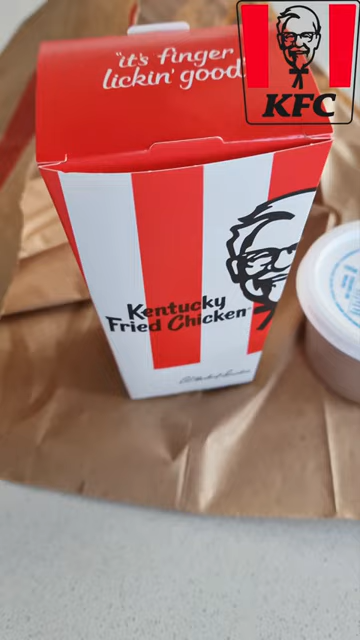 "it's finger
lickin' good"
KFC
Kentucky
Fried Chicken